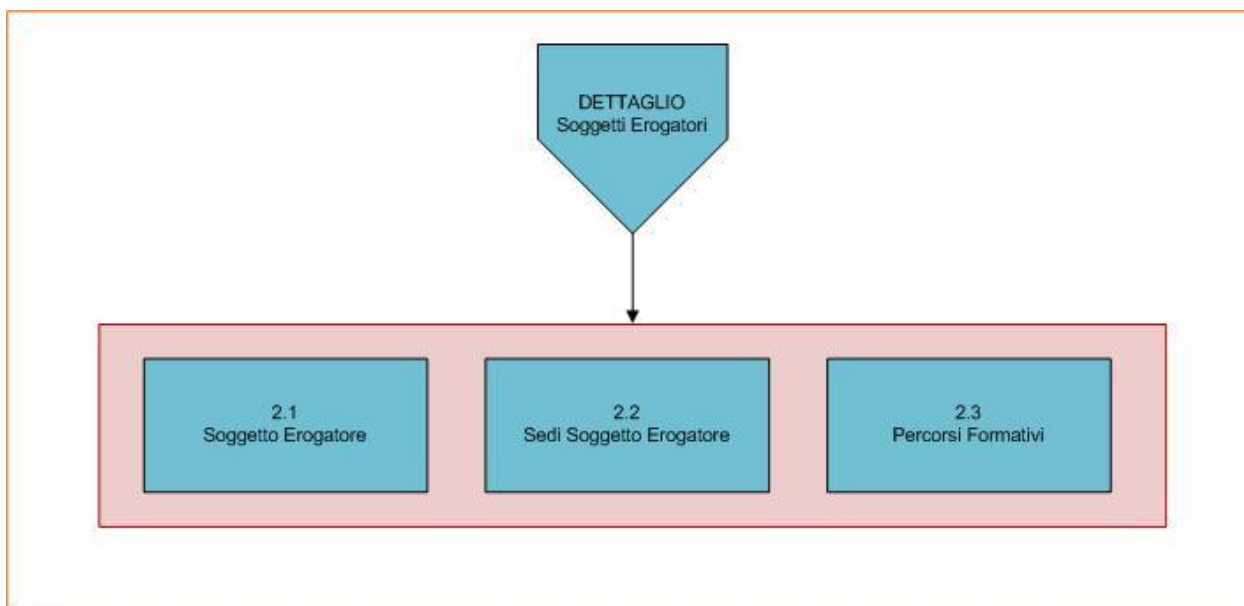 DETTAGLIO
Soggetti Erogatori
2.1
Soggetto Erogatore
2.2
Sedi Soggetto Erogatore
2.3
Percorsi Formativi